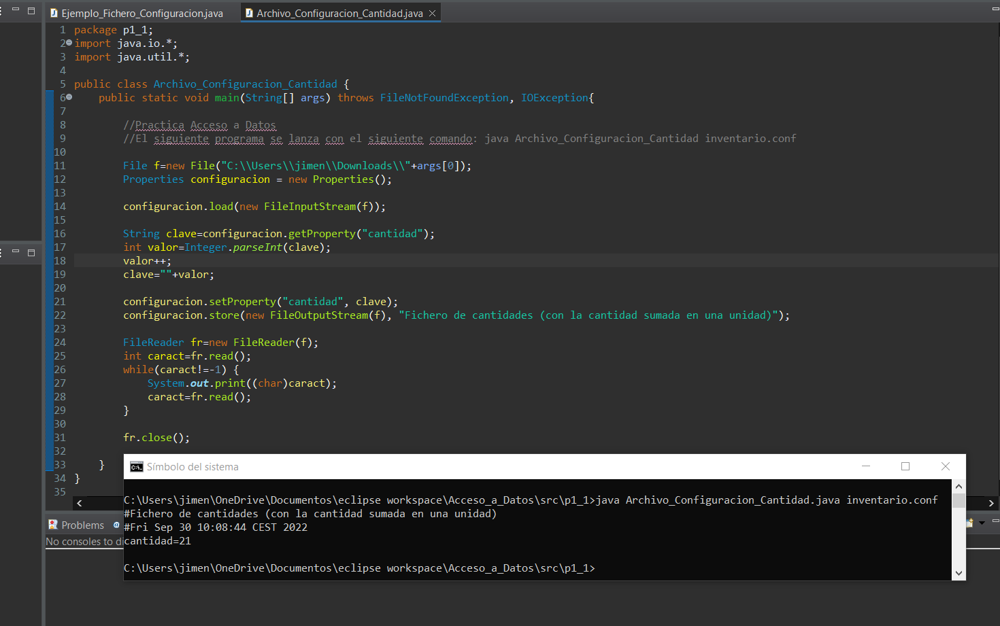 Ejemplo_Fichero_Configuracion.java
Archivo_Configuracion_Cantidad.java
1 package p1_1;
2 import java.io.*;
3 import java.util.*;
4
5 public class Archivo_Configuracion_Cantidad {
6 public static void main(String[] args) throws FileNotFoundException, IOException{
7
8 //Practica Acceso a Datos
9 //El siguiente programa se lanza con el siguiente comando: java Archivo_Configuracion_Cantidad inventario.conf
10
11 File f=new File("C:\\Users\\jimen\\Downloads\\"+args[0]);
12 Properties configuracion = new Properties();
13
14 configuracion.load(new FileInputStream(f));
15
16 String clave=configuracion.getProperty("cantidad");
17 int valor=Integer.parseInt(clave);
18 valor++;
19 clave=""+valor;
20
21 configuracion.setProperty("cantidad", clave);
22 configuracion.store(new FileOutputStream(f), "Fichero de cantidades (con la cantidad sumada en una unidad)");
23
24 FileReader fr=new FileReader(f);
25 int caract=fr.read();
26 while(caract!=-1) {
27 System.out.print((char)caract);
28 caract=fr.read();
29 }
30
31 fr.close();
32
33 }
34 }
35
Símbolo del sistema
C:\Users\jimen\OneDrive\Documentos\eclipse workspace\Acceso_a_Datos\src\p1_1>java Archivo_Configuracion_Cantidad.java inventario.conf
#Fichero de cantidades (con la cantidad sumada en una unidad)
#Fri Sep 30 10:08:44 CEST 2022
cantidad=21
C:\Users\jimen\OneDrive\Documentos\eclipse workspace\Acceso_a_Datos\src\p1_1>
Problems
No consoles to di